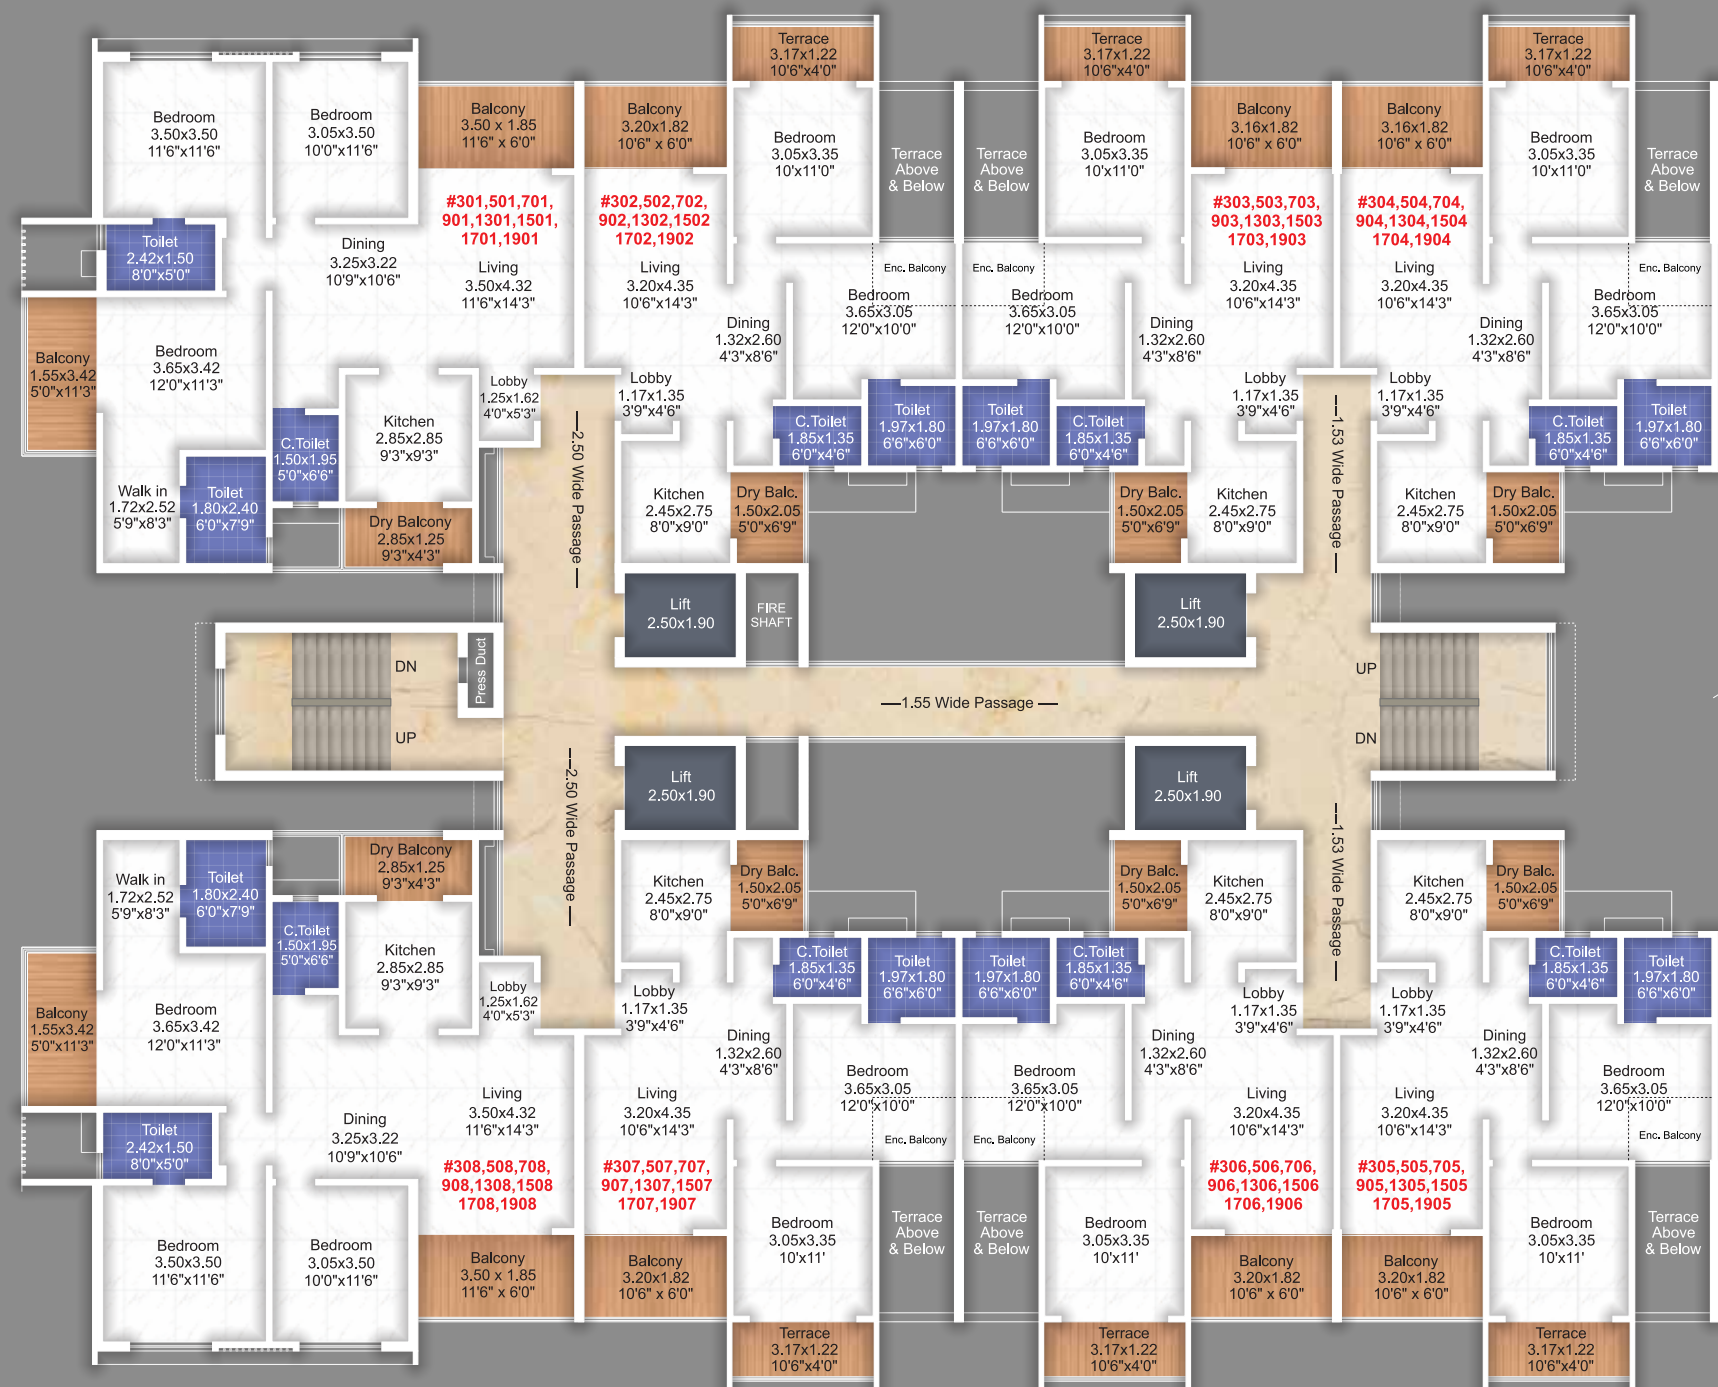 Terrace
3.17x1.22
10'6"x4'0"
Terrace
3.17x1.22
10'6"x4'0"
Terrace
3.17x1.22
10'6"x4'0"
Bedroom
3.50x3.50
11'6"x11'6"
Bedroom
3.05x3.50
10'0"x11'6"
Balcony
3.50 x 1.85
11'6" x 6'0"
Balcony
3.20x1.82
10'6" x 6'0"
Bedroom
3.05x3.35
10'x11'0"
Terrace
Above
& Below
Terrace
Above
& Below
Bedroom
3.05x3.35
10'x11'0"
Balcony
3.16x1.82
10'6" x 6'0"
Balcony
3.16x1.82
10'6" x 6'0"
Bedroom
3.05x3.35
10'x11'0"
Terrace
Above
& Below
#301,501,701,
901,1301,1501,
1701,1901
#302,502,702,
902,1302,1502
1702,1902
#303,503,703,
903,1303,1503
1703,1903
#304,504,704,
904,1304,1504
1704,1904
Toilet
2.42x1.50
8'0"x5'0"
Dining
3.25x3.22
10'9"x10'6"
Living
3.50x4.32
11'6"x14'3"
Living
3.20x4.35
10'6"x14'3"
Enc. Balcony
Enc. Balcony
Living
3.20x4.35
10'6"x14'3"
Living
3.20x4.35
10'6"x14'3"
Enc. Balcony
Bedroom
3.65x3.05
12'0"x10'0"
Bedroom
3.65x3.05
12'0"x10'0"
Bedroom
3.65x3.05
12'0"x10'0"
Dining
1.32x2.60
4'3"x8'6"
Dining
1.32x2.60
4'3"x8'6"
Dining
1.32x2.60
4'3"x8'6"
Balcony
1.55x3.42
5'0"x11'3"
Bedroom
3.65x3.42
12'0"x11'3"
Lobby
1.25x1.62
4'0"x5'3"
Lobby
1.17x1.35
3'9"x4'6"
Lobby
1.17x1.35
3'9"x4'6"
Lobby
1.17x1.35
3'9"x4'6"
C.Toilet
1.50x1.95
5'0"x6'6"
Kitchen
2.85x2.85
9'3"x9'3"
C.Toilet
1.85x1.35
6'0"x4'6"
Toilet
1.97x1.80
6'6"x6'0"
Toilet
1.97x1.80
6'6"x6'0"
C.Toilet
1.85x1.35
6'0"x4'6"
C.Toilet
1.85x1.35
6'0"x4'6"
Toilet
1.97x1.80
6'6"x6'0"
2.50 Wide Passage
1.53 Wide Passage
Walk in
1.72x2.52
5'9"x8'3"
Toilet
1.80x2.40
6'0"x7'9"
Dry Balcony
2.85x1.25
9'3"x4'3"
Kitchen
2.45x2.75
8'0"x9'0"
Dry Balc.
1.50x2.05
5'0"x6'9"
Dry Balc.
1.50x2.05
5'0"x6'9"
Kitchen
2.45x2.75
8'0"x9'0"
Kitchen
2.45x2.75
8'0"x9'0"
Dry Balc.
1.50x2.05
5'0"x6'9"
Lift
2.50x1.90
FIRE
SHAFT
Lift
2.50x1.90
DN
UP
Press Duct
1.55 Wide Passage
UP
DN
Lift
2.50x1.90
Lift
2.50x1.90
2.50 Wide Passage
1.53 Wide Passage
Walk in
1.72x2.52
5'9"x8'3"
Toilet
1.80x2.40
6'0"x7'9"
Dry Balcony
2.85x1.25
9'3"x4'3"
Kitchen
2.45x2.75
8'0"x9'0"
Dry Balc.
1.50x2.05
5'0"x6'9"
Dry Balc.
1.50x2.05
5'0"x6'9"
Kitchen
2.45x2.75
8'0"x9'0"
Kitchen
2.45x2.75
8'0"x9'0"
Dry Balc.
1.50x2.05
5'0"x6'9"
C.Toilet
1.50x1.95
5'0"x6'6"
Kitchen
2.85x2.85
9'3"x9'3"
C.Toilet
1.85x1.35
6'0"x4'6"
Toilet
1.97x1.80
6'6"x6'0"
Toilet
1.97x1.80
6'6"x6'0"
C.Toilet
1.85x1.35
6'0"x4'6"
C.Toilet
1.85x1.35
6'0"x4'6"
Toilet
1.97x1.80
6'6"x6'0"
Balcony
1.55x3.42
5'0"x11'3"
Bedroom
3.65x3.42
12'0"x11'3"
Lobby
1.25x1.62
4'0"x5'3"
Lobby
1.17x1.35
3'9"x4'6"
Lobby
1.17x1.35
3'9"x4'6"
Lobby
1.17x1.35
3'9"x4'6"
Dining
1.32x2.60
4'3"x8'6"
Dining
1.32x2.60
4'3"x8'6"
Dining
1.32x2.60
4'3"x8'6"
Bedroom
3.65x3.05
12'0"x10'0"
Bedroom
3.65x3.05
12'0"x10'0"
Bedroom
3.65x3.05
12'0"x10'0"
Toilet
2.42x1.50
8'0"x5'0"
Dining
3.25x3.22
10'9"x10'6"
Living
3.50x4.32
11'6"x14'3"
Living
3.20x4.35
10'6"x14'3"
Enc. Balcony
Enc. Balcony
Living
3.20x4.35
10'6"x14'3"
Living
3.20x4.35
10'6"x14'3"
Enc. Balcony
#308,508,708,
908,1308,1508
1708,1908
#307,507,707,
907,1307,1507
1707,1907
#306,506,706,
906,1306,1506
1706,1906
#305,505,705,
905,1305,1505
1705,1905
Bedroom
3.50x3.50
11'6"x11'6"
Bedroom
3.05x3.50
10'0"x11'6"
Balcony
3.50 x 1.85
11'6" x 6'0"
Balcony
3.20x1.82
10'6" x 6'0"
Bedroom
3.05x3.35
10'x11'
Terrace
Above
& Below
Terrace
Above
& Below
Bedroom
3.05x3.35
10'x11'
Balcony
3.20x1.82
10'6" x 6'0"
Balcony
3.20x1.82
10'6" x 6'0"
Bedroom
3.05x3.35
10'x11'
Terrace
Above
& Below
Terrace
3.17x1.22
10'6"x4'0"
Terrace
3.17x1.22
10'6"x4'0"
Terrace
3.17x1.22
10'6"x4'0"